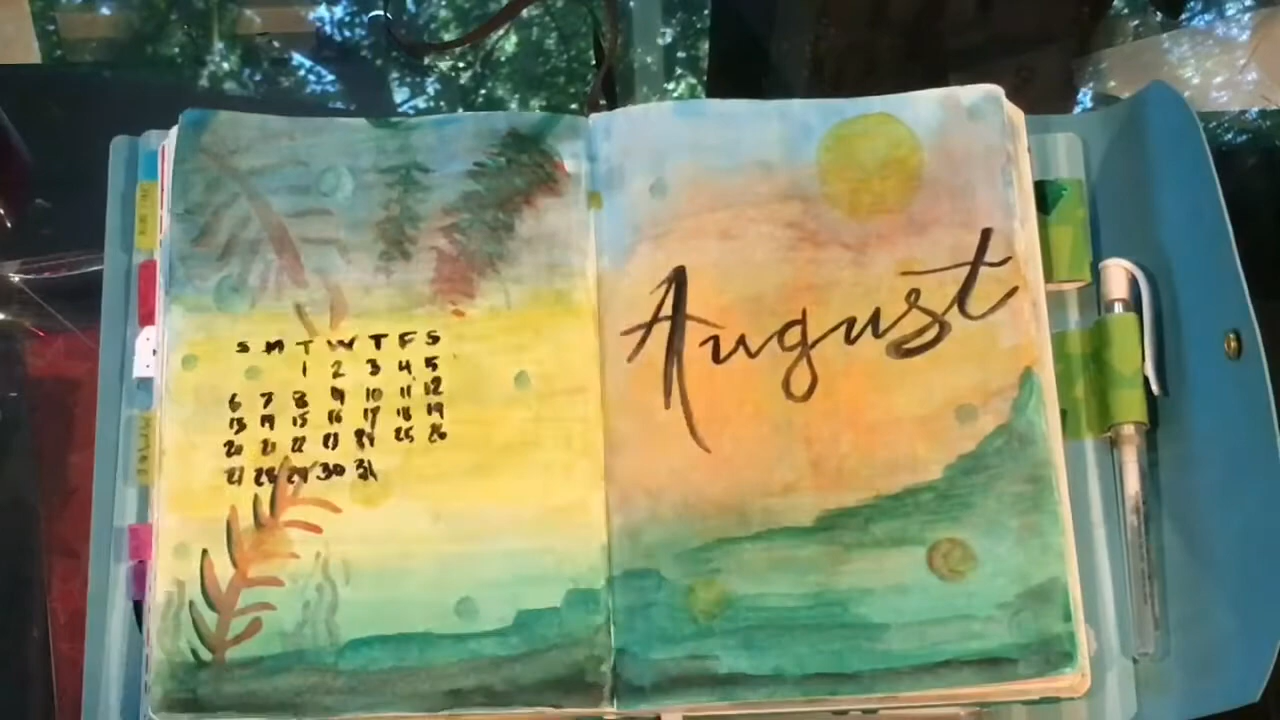 S M T W T F S
1 2 3 4 5
6 7 8 9 10 11 12
13 14 15 16 17 18 19
20 21 22 23 24 25 26
27 28 29 30 31
August